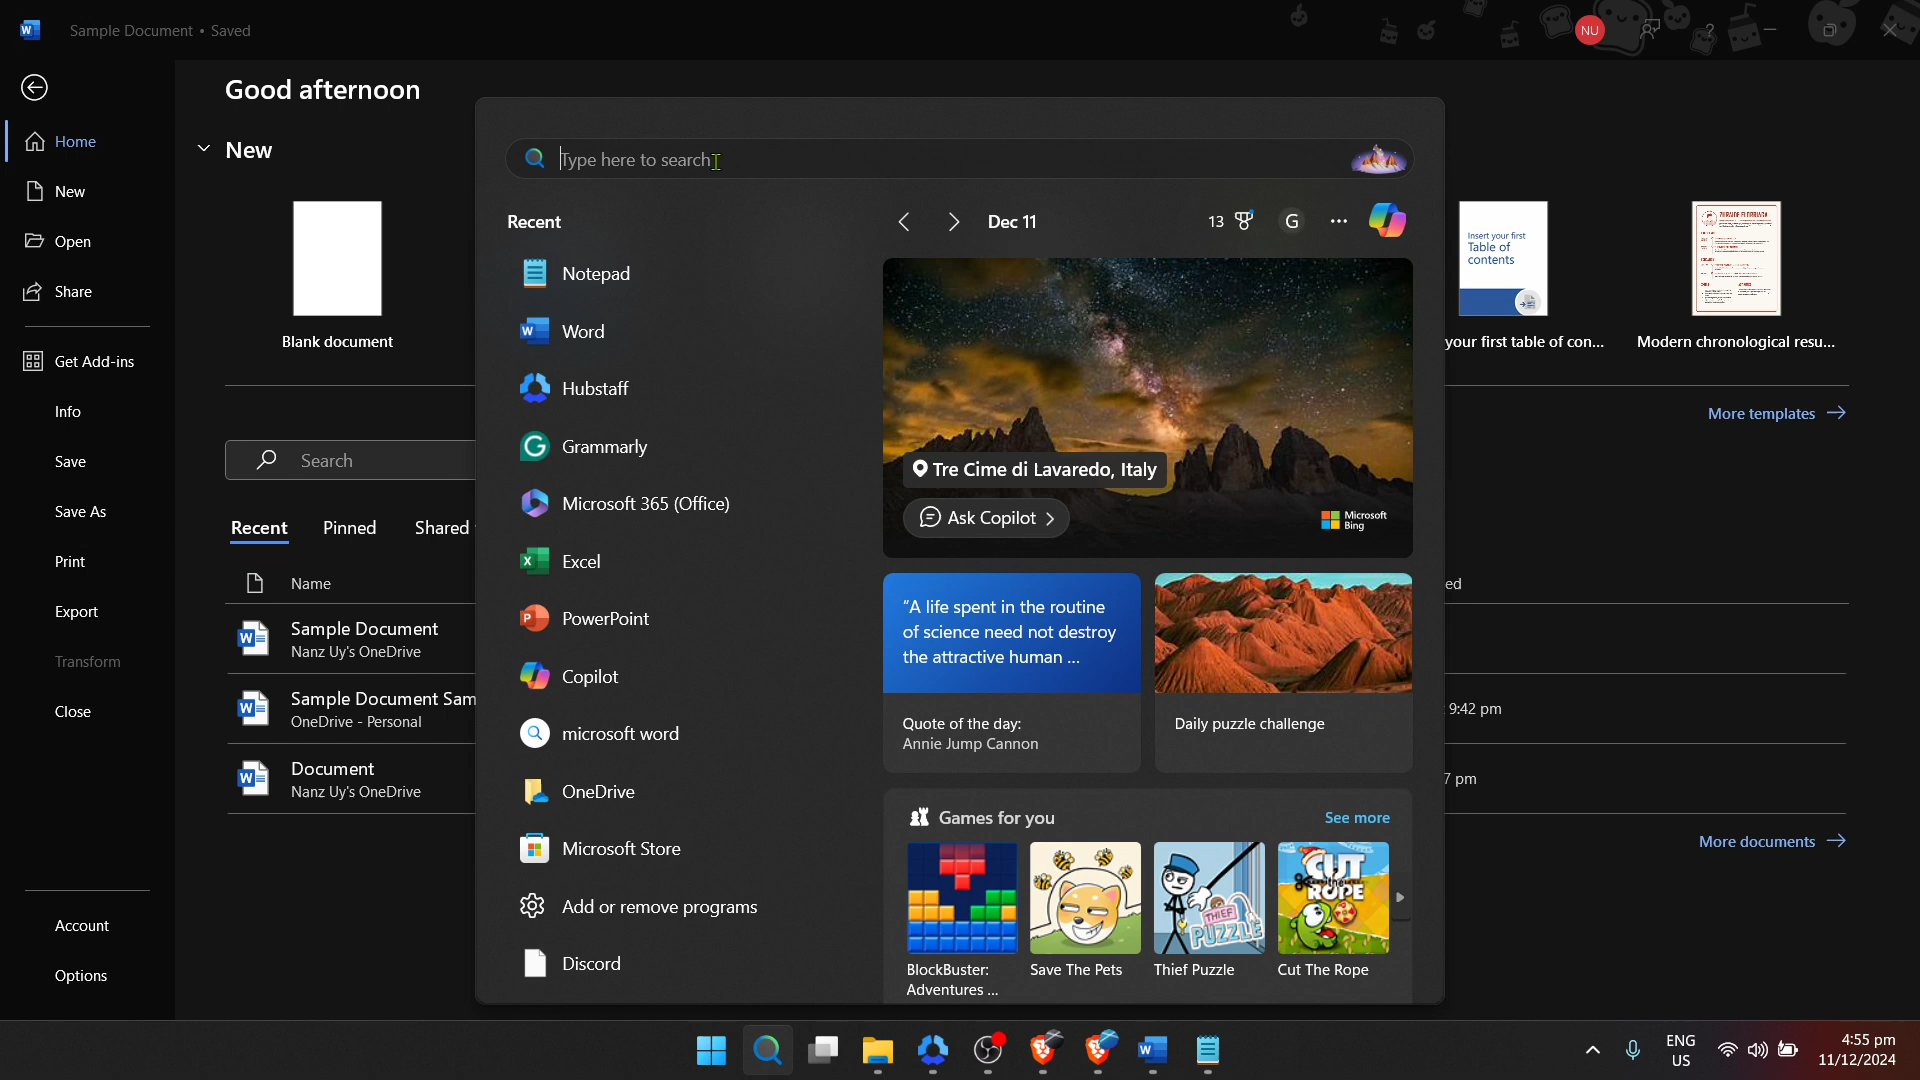 Sample Document • Saved
NU
Good afternoon
Home
New
Open
Share
Get Add-ins
Info
Save
Save As
Print
Export
Transform
Close
Account
Options
New
Blank document
Search
Recent Pinned Shared
Name
Sample Document
Nanz Uy's OneDrive
Sample Document Sam
OneDrive - Personal
Document
Nanz Uy's OneDrive
Type here to search
Recent
Notepad
Word
Hubstaff
Grammarly
Microsoft 365 (Office)
Excel
PowerPoint
Copilot
microsoft word
OneDrive
Microsoft Store
Add or remove programs
Discord
Dec 11
13
G
Tre Cime di Lavaredo, Italy
Ask Copilot
Microsoft
Bing
"A life spent in the routine
of science need not destroy
the attractive human ...
Quote of the day:
Annie Jump Cannon
Daily puzzle challenge
Games for you
See more
THIEF
PUZZLE
CUT
THE
ROPE
BlockBuster:
Adventures ...
Save The Pets
Thief Puzzle
Cut The Rope
Insert your first
Table of
contents
your first table of con...
Modern chronological resu...
More templates
ed
9:42 pm
7 pm
More documents
ENG
US
4:55 pm
11/12/2024